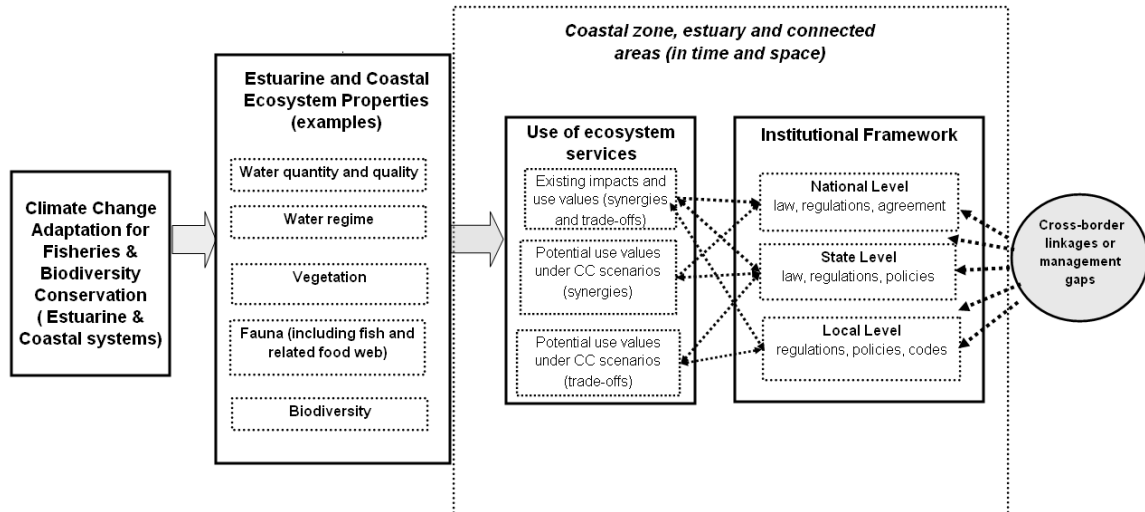 Coastal zone, estuary and connected
areas (in time and space)
Climate Change
Adaptation for
Fisheries &
Biodiversity
Conservation
( Estuarine &
Coastal systems)
Estuarine and Coastal
Ecosystem Properties
(examples)
Water quantity and quality
Water regime
Vegetation
Fauna (including fish and
related food web)
Biodiversity
Use of ecosystem
services
Existing impacts and
use values (synergies
and trade-offs)
Potential use values
under CC scenarios
(synergies)
Potential use values
under CC scenarios
(trade-offs)
Institutional Framework
National Level
law, regulations, agreement
State Level
law, regulations, policies
Local Level
regulations, policies, codes
Cross-border
linkages or
management
gaps